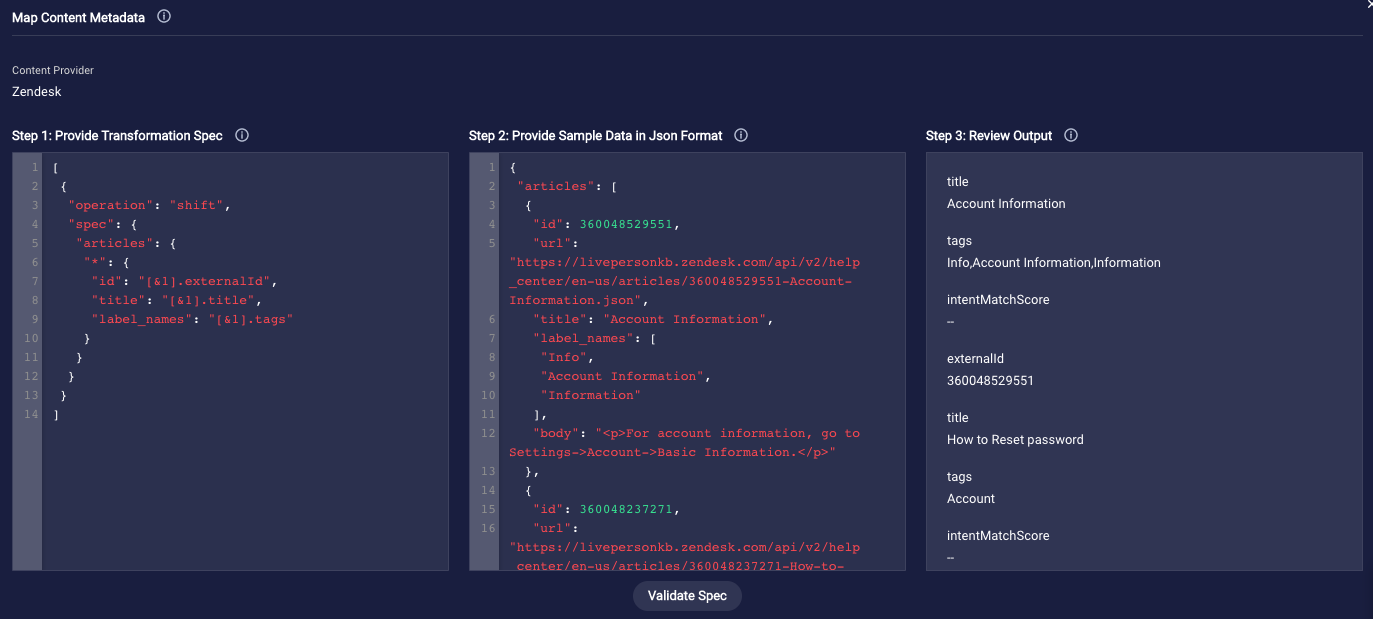 Map Content Metadata
Content Provider
Zendesk
Step 1: Provide Transformation Spec
1 [
2 {
3 "operation": "shift",
4 "spec": {
5 "articles": {
6 "*": {
7 "id": "[&1].externalId",
8 "title": "[&1].title",
9 "label_names": "[&1].tags"
10 }
11 }
12 }
13 }
14 ]
Step 2: Provide Sample Data in Json Format
1 {
2 "articles": [
3 {
4 "id": 360048529551,
5 "url":
"https://livepersonkb.zendesk.com/api/v2/help
_center/en-us/articles/360048529551-Account-
Information.json",
6 "title": "Account Information",
7 "label_names": [
8 "Info",
9 "Account Information",
10 "Information"
11 ],
12 "body": "<p>For account information, go to
Settings->Account->Basic Information.</p>"
13 },
14 {
15 "id": 360048237271,
16 "url":
"https://livepersonkb.zendesk.com/api/v2/help
_center/en-us/articles/360048237271-How-to-
Step 3: Review Output
title
Account Information
tags
Info,Account Information,Information
intentMatchScore
--
externalId
360048529551
title
How to Reset password
tags
Account
intentMatchScore
--
Validate Spec